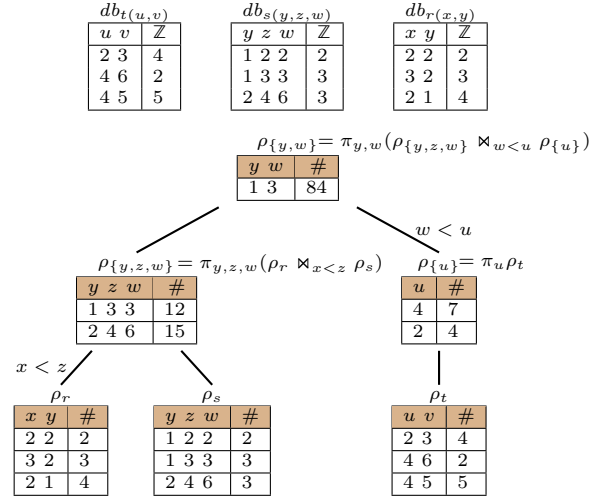 db_{t(u,v)} db_{s(y,z,w)} db_{r(x,y)}
u v ℤ y z w ℤ x y ℤ
2 3 4 1 2 2 2 2 2 2
4 6 2 1 3 3 3 3 2 3
4 5 5 2 4 6 3 2 1 4
ρ_{{y,w}} = π_{y,w}(ρ_{{y,z,w}} ⋈_{w<u} ρ_{{u}})
y w #
1 3 84
w < u
ρ_{{y,z,w}} = π_{y,z,w}(ρ_r ⋈_{x<z} ρ_s) ρ_{{u}} = π_uρ_t
y z w # u #
1 3 3 12 4 7
2 4 6 15 2 4
x < z
ρ_r ρ_s ρ_t
x y # y z w # u v #
2 2 2 1 2 2 2 2 3 4
3 2 3 1 3 3 3 4 6 2
2 1 4 2 4 6 3 4 5 5